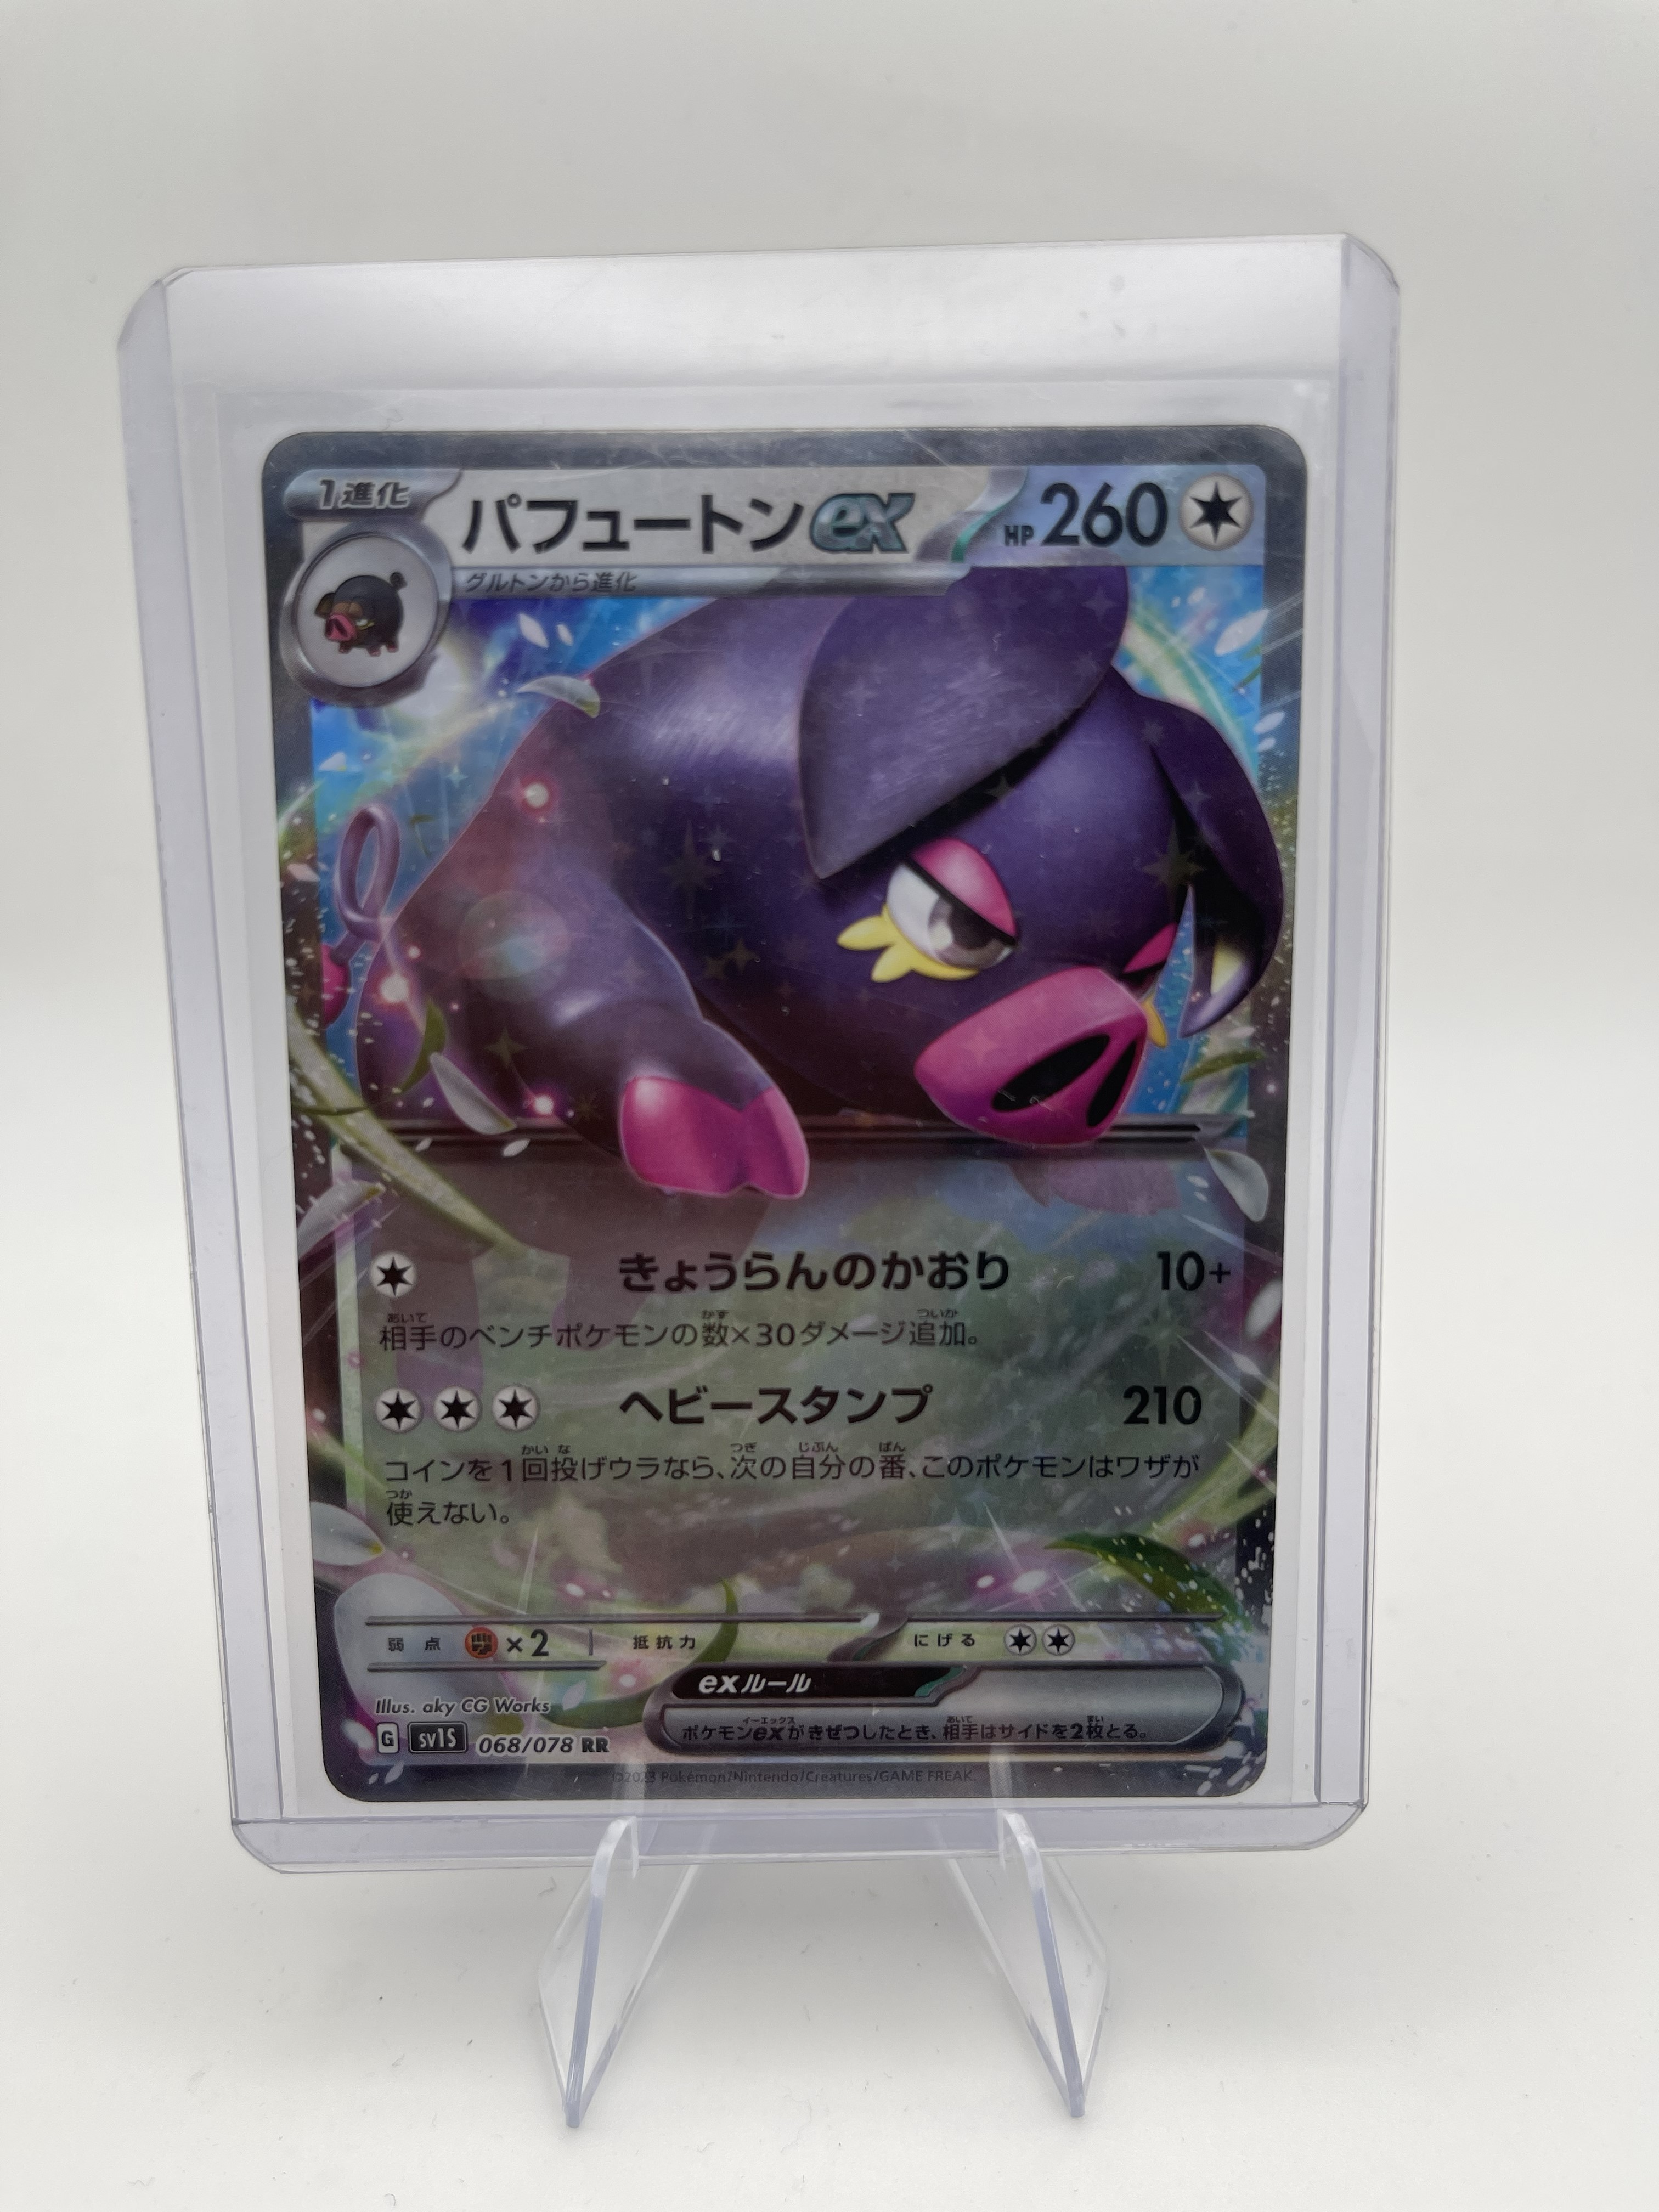 1進化
パフュートンex
HP 260
グルトンから進化
きょうらんのかおり 10+
相手のベンチポケモンの数×30ダメージ追加。
ヘビースタンプ 210
コインを1回投げウラなら、次の自分の番、このポケモンはワザが
使えない。
弱点 ×2 抵抗力 にげる
exルール
ポケモンexがきぜつしたとき、相手はサイドを2枚とる。
Illus. aky CG Works
G sv1S 068/078 RR
©2023 Pokémon/Nintendo/Creatures/GAME FREAK.